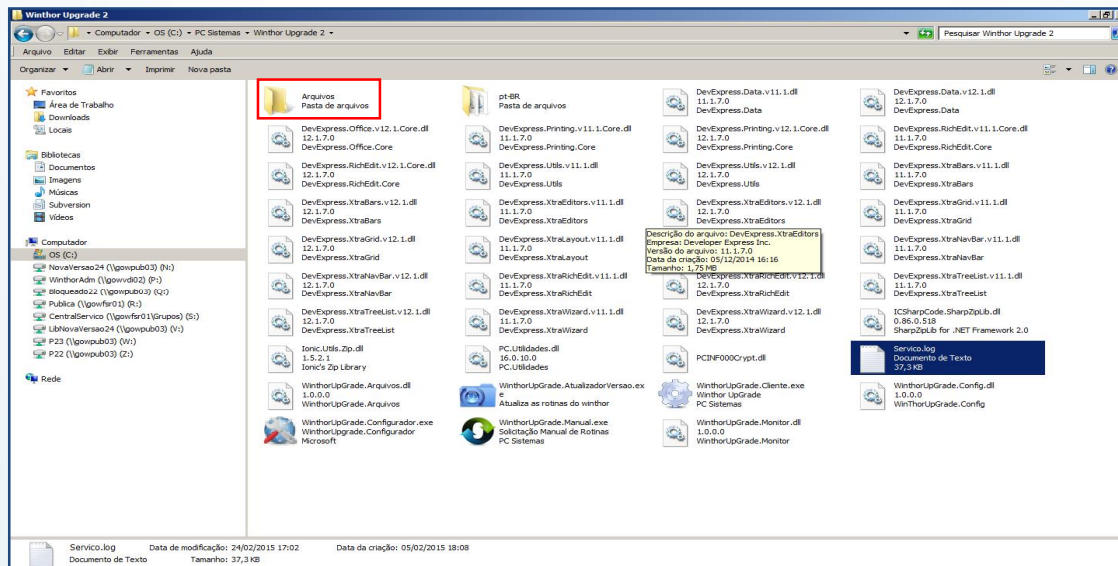 Winthor Upgrade 2
Computador OS (C:) PC Sistemas Winthor Upgrade 2
Pesquisar Winthor Upgrade 2
Arquivo Editar Exibir Ferramentas Ajuda
Organizar Abrir Imprimir Nova pasta
Favoritos
Área de Trabalho
Downloads
Locais
Bibliotecas
Documentos
Imagens
Músicas
Subversion
Vídeos
Computador
OS (C:)
NovaVersao24 (\\gowpub03) (N:)
WinthorAdm (\\gowvdi02) (P:)
Bloqueado22 (\\gowpub03) (Q:)
Publica (\\gowfsr01) (R:)
CentralServico (\\gowfsr01\Grupos) (S:)
LibNovaVersao24 (\\gowpub03) (V:)
P23 (\\gowpub03) (W:)
P22 (\\gowpub03) (Z:)
Rede
Arquivos
Pasta de arquivos
pt-BR
Pasta de arquivos
DevExpress.Data.v11.1.dll
11.1.7.0
DevExpress.Data
DevExpress.Data.v12.1.dll
12.1.7.0
DevExpress.Data
DevExpress.Office.v12.1.Core.dll
12.1.7.0
DevExpress.Office.Core
DevExpress.Printing.v11.1.Core.dll
11.1.7.0
DevExpress.Printing.Core
DevExpress.Printing.v12.1.Core.dll
12.1.7.0
DevExpress.Printing.Core
DevExpress.RichEdit.v11.1.Core.dll
11.1.7.0
DevExpress.RichEdit.Core
DevExpress.RichEdit.v12.1.Core.dll
12.1.7.0
DevExpress.RichEdit.Core
DevExpress.Utils.v11.1.dll
11.1.7.0
DevExpress.Utils
DevExpress.Utils.v12.1.dll
12.1.7.0
DevExpress.Utils
DevExpress.XtraBars.v11.1.dll
11.1.7.0
DevExpress.XtraBars
DevExpress.XtraBars.v12.1.dll
12.1.7.0
DevExpress.XtraBars
DevExpress.XtraEditors.v11.1.dll
11.1.7.0
DevExpress.XtraEditors
DevExpress.XtraEditors.v12.1.dll
12.1.7.0
DevExpress.XtraEditors
DevExpress.XtraGrid.v11.1.dll
11.1.7.0
DevExpress.XtraGrid
Descrição do arquivo: DevExpress.XtraEditors
Empresa: Developer Express Inc.
Versão do arquivo: 11.1.7.0
Data da criação: 05/12/2014 16:16
Tamanho: 1,75 MB
DevExpress.XtraGrid.v12.1.dll
12.1.7.0
DevExpress.XtraGrid
DevExpress.XtraLayout.v11.1.dll
11.1.7.0
DevExpress.XtraLayout
DevExpress.XtraNavBar.v11.1.dll
11.1.7.0
DevExpress.XtraNavBar
DevExpress.XtraNavBar.v12.1.dll
12.1.7.0
DevExpress.XtraNavBar
DevExpress.XtraRichEdit.v11.1.dll
11.1.7.0
DevExpress.XtraRichEdit
DevExpress.XtraRichEdit.v12.1.dll
12.1.7.0
DevExpress.XtraRichEdit
DevExpress.XtraTreeList.v11.1.dll
11.1.7.0
DevExpress.XtraTreeList
DevExpress.XtraTreeList.v12.1.dll
12.1.7.0
DevExpress.XtraTreeList
DevExpress.XtraWizard.v11.1.dll
11.1.7.0
DevExpress.XtraWizard
DevExpress.XtraWizard.v12.1.dll
12.1.7.0
DevExpress.XtraWizard
ICSharpCode.SharpZipLib.dll
0.86.0.518
SharpZipLib for .NET Framework 2.0
Ionic.Utils.Zip.dll
1.5.2.1
Ionic's Zip Library
PC.Utilidades.dll
16.0.10.0
PC.Utilidades
PCINF000Crypt.dll
Servico.log
Documento de Texto
37,3 KB
WinthorUpGrade.Arquivos.dll
1.0.0.0
WinthorUpGrade.Arquivos
WinthorUpGrade.AtualizadorVersao.ex
e
Atualiza as rotinas do winthor
WinthorUpGrade.Cliente.exe
Winthor UpGrade
PC Sistemas
WinthorUpGrade.Config.dll
1.0.0.0
WinThorUpGrade.Config
WinthorUpGrade.Configurador.exe
WinthorUpgrade.Configurador
Microsoft
WinthorUpGrade.Manual.exe
Solicitação Manual de Rotinas
PC Sistemas
WinthorUpGrade.Monitor.dll
1.0.0.0
WinthorUpGrade.Monitor
Servico.log Data de modificação: 24/02/2015 17:02 Data da criação: 05/02/2015 18:08
Documento de Texto Tamanho: 37,3 KB